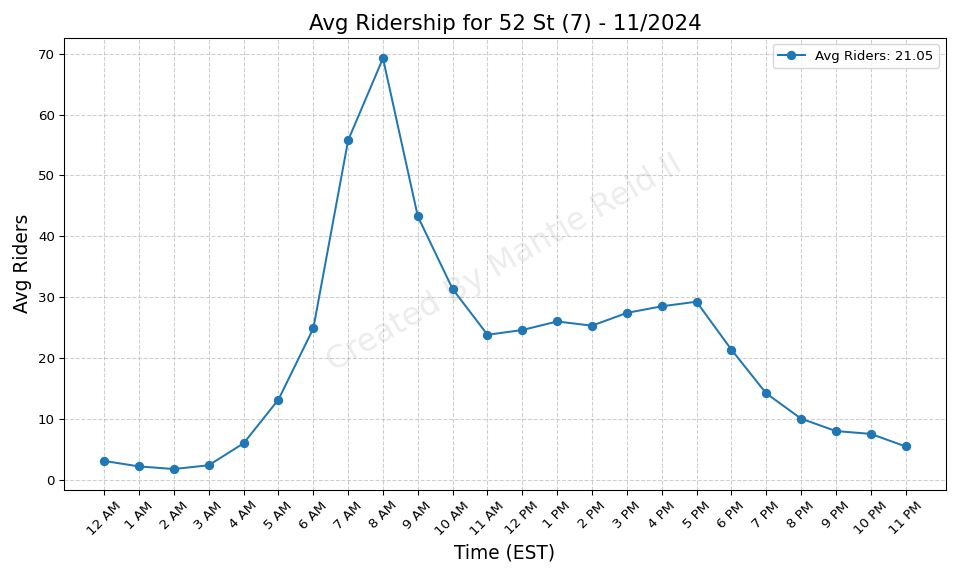 Avg Ridership for 52 St (7) - 11/2024
Avg Riders: 21.05
Avg Riders
70
60
50
40
30
20
10
0
Created By Mantie Reid II
12 AM
1 AM
2 AM
3 AM
4 AM
5 AM
6 AM
7 AM
8 AM
9 AM
10 AM
11 AM
12 PM
1 PM
2 PM
3 PM
4 PM
5 PM
6 PM
7 PM
8 PM
9 PM
10 PM
11 PM
Time (EST)